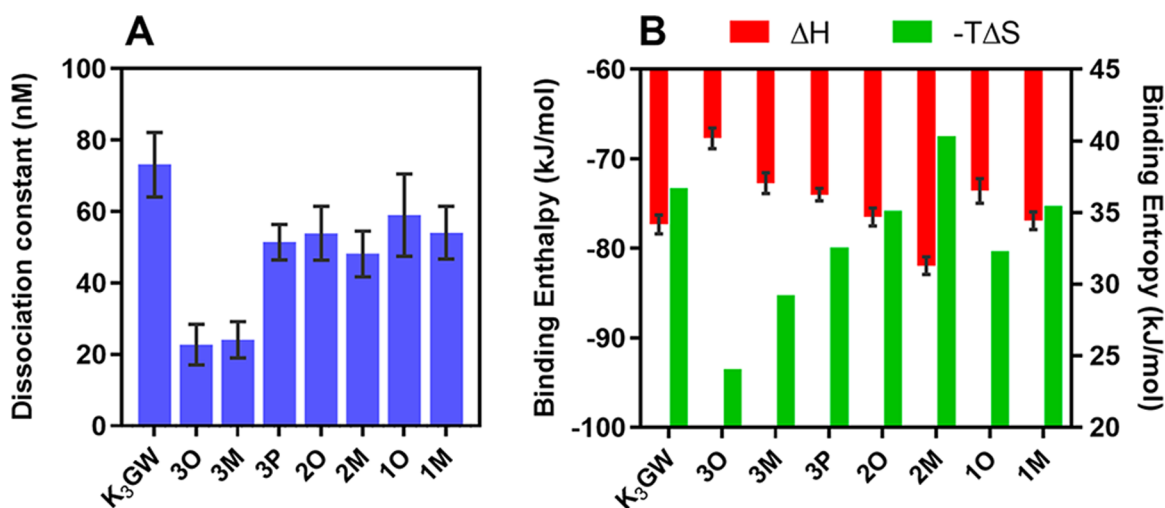 A
Dissociation constant (nM)
100
80
60
40
20
0
K₃GW 3O 3M 3P 2O 2M 1O 1M
B
ΔH -TΔS
Binding Enthalpy (kJ/mol)
-60
-70
-80
-90
-100
45
40
35
30
25
20
Binding Entropy (kJ/mol)
K₃GW 3O 3M 3P 2O 2M 1O 1M